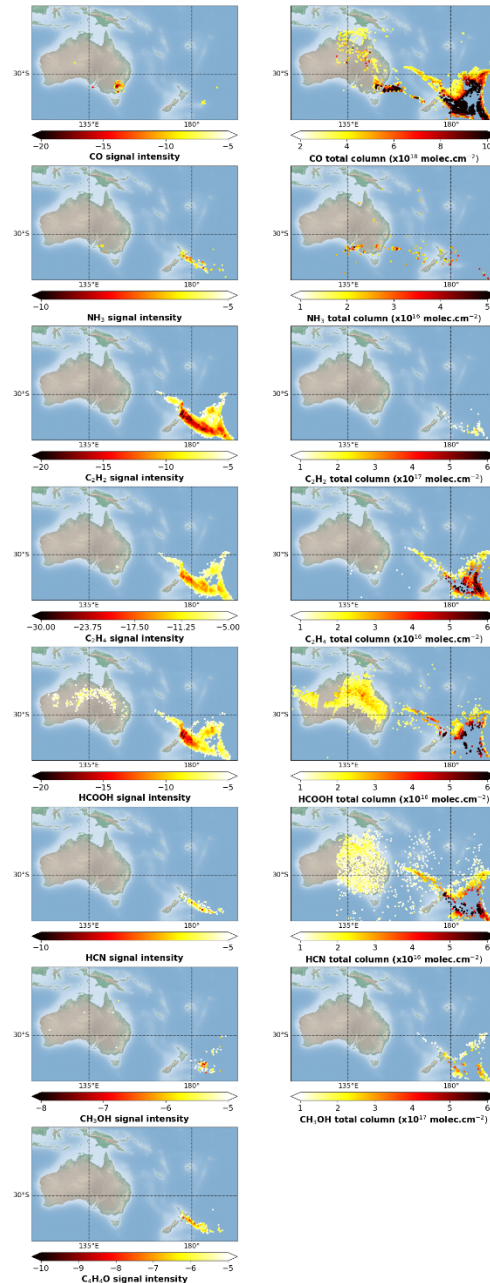 30°S 30°S
135°E 180° 135°E 180°
−20 −15 −10 −5 2 4 6 8 10
CO signal intensity CO total column (x10¹⁸ molec.cm⁻²)
30°S 30°S
135°E 180° 135°E 180°
−10 −5 1 2 3 4 5
NH₃ signal intensity NH₃ total column (x10¹⁶ molec.cm⁻²)
30°S 30°S
135°E 180° 135°E 180°
−20 −15 −10 −5 1 2 3 4 5 6
C₂H₂ signal intensity C₂H₂ total column (x10¹⁷ molec.cm⁻²)
30°S 30°S
135°E 180° 135°E 180°
−30.00 −23.75 −17.50 −11.25 −5.00 1 2 3 4 5 6
C₂H₄ signal intensity C₂H₄ total column (x10¹⁶ molec.cm⁻²)
30°S 30°S
135°E 180° 135°E 180°
−20 −15 −10 −5 1 2 3 4 5 6
HCOOH signal intensity HCOOH total column (x10¹⁶ molec.cm⁻²)
30°S 30°S
135°E 180° 135°E 180°
−10 −5 1 2 3 4 5 6
HCN signal intensity HCN total column (x10¹⁶ molec.cm⁻²)
30°S 30°S
135°E 180° 135°E 180°
−8 −7 −6 −5 1 2 3 4 5 6
CH₃OH signal intensity CH₃OH total column (x10¹⁷ molec.cm⁻²)
30°S
135°E 180°
−10 −9 −8 −7 −6 −5
C₄H₄O signal intensity